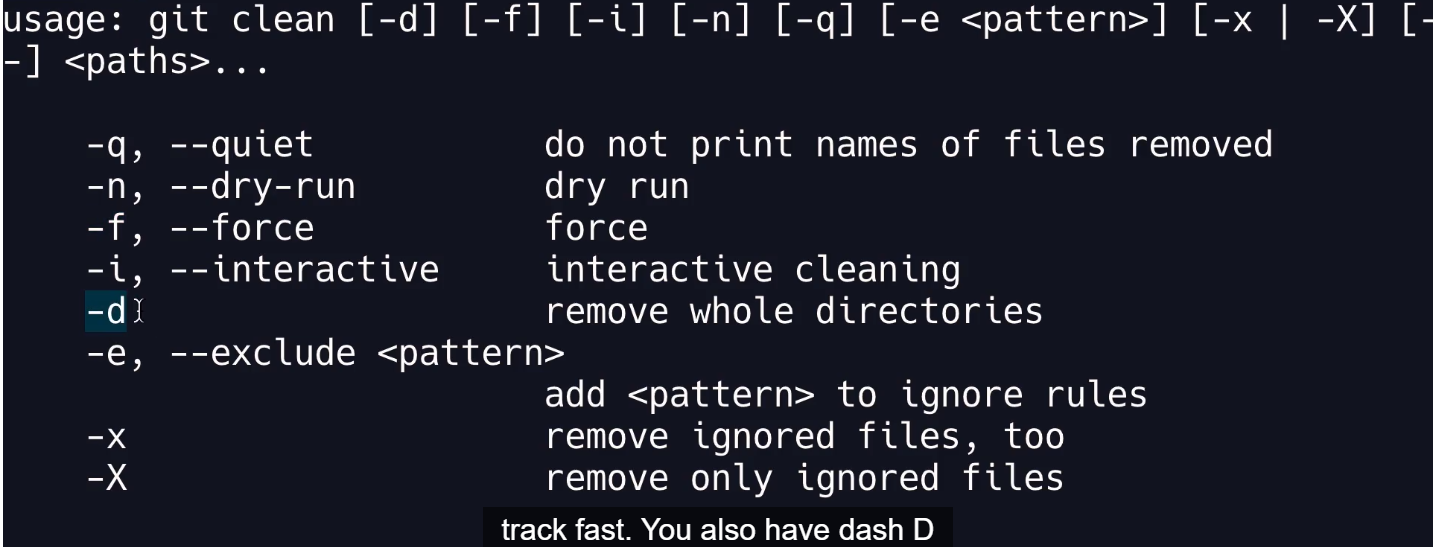 usage: git clean [-d] [-f] [-i] [-n] [-q] [-e <pattern>] [-x | -X] [-
-] <paths>...
-q, --quiet do not print names of files removed
-n, --dry-run dry run
-f, --force force
-i, --interactive interactive cleaning
-d remove whole directories
-e, --exclude <pattern>
add <pattern> to ignore rules
-x remove ignored files, too
-X remove only ignored files
track fast. You also have dash D